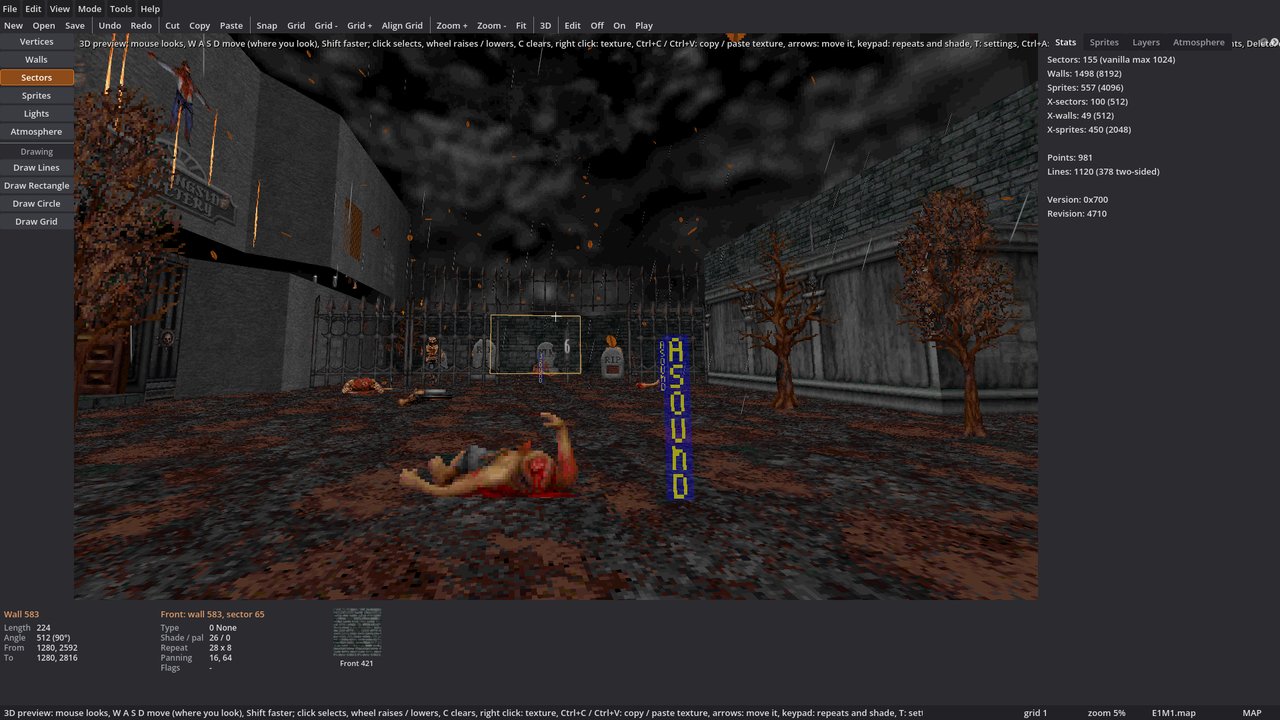 File Edit View Mode Tools Help
New Open Save Undo Redo Cut Copy Paste Snap Grid Grid - Grid + Align Grid Zoom + Zoom - Fit 3D Edit Off On Play
Vertices
Walls
Sectors
Sprites
Lights
Atmosphere
Drawing
Draw Lines
Draw Rectangle
Draw Circle
Draw Grid
3D preview: mouse looks, W A S D move (where you look), Shift faster; click selects, wheel raises / lowers, C clears, right click: texture, Ctrl+C / Ctrl+V: copy / paste texture, arrows: move it, keypad: repeats and shade, T: settings, Ctrl+A:
RIP
6
ASOUND
Stats Sprites Layers Atmosphere
Sectors: 155 (vanilla max 1024)
Walls: 1498 (8192)
Sprites: 557 (4096)
X-sectors: 100 (512)
X-walls: 49 (512)
X-sprites: 450 (2048)
Points: 981
Lines: 1120 (378 two-sided)
Version: 0x700
Revision: 4710
Wall 583
Length 224
Angle 512 (90°)
From 1280, 2592
To 1280, 2816
Front: wall 583, sector 65
Type 0 None
Shade / pal 26 / 0
Repeat 28 x 8
Panning 16, 64
Flags -
Front 421
3D preview: mouse looks, W A S D move (where you look), Shift faster; click selects, wheel raises / lowers, C clears, right click: texture, Ctrl+C / Ctrl+V: copy / paste texture, arrows: move it, keypad: repeats and shade, T: set
grid 1 zoom 5% E1M1.map MAP